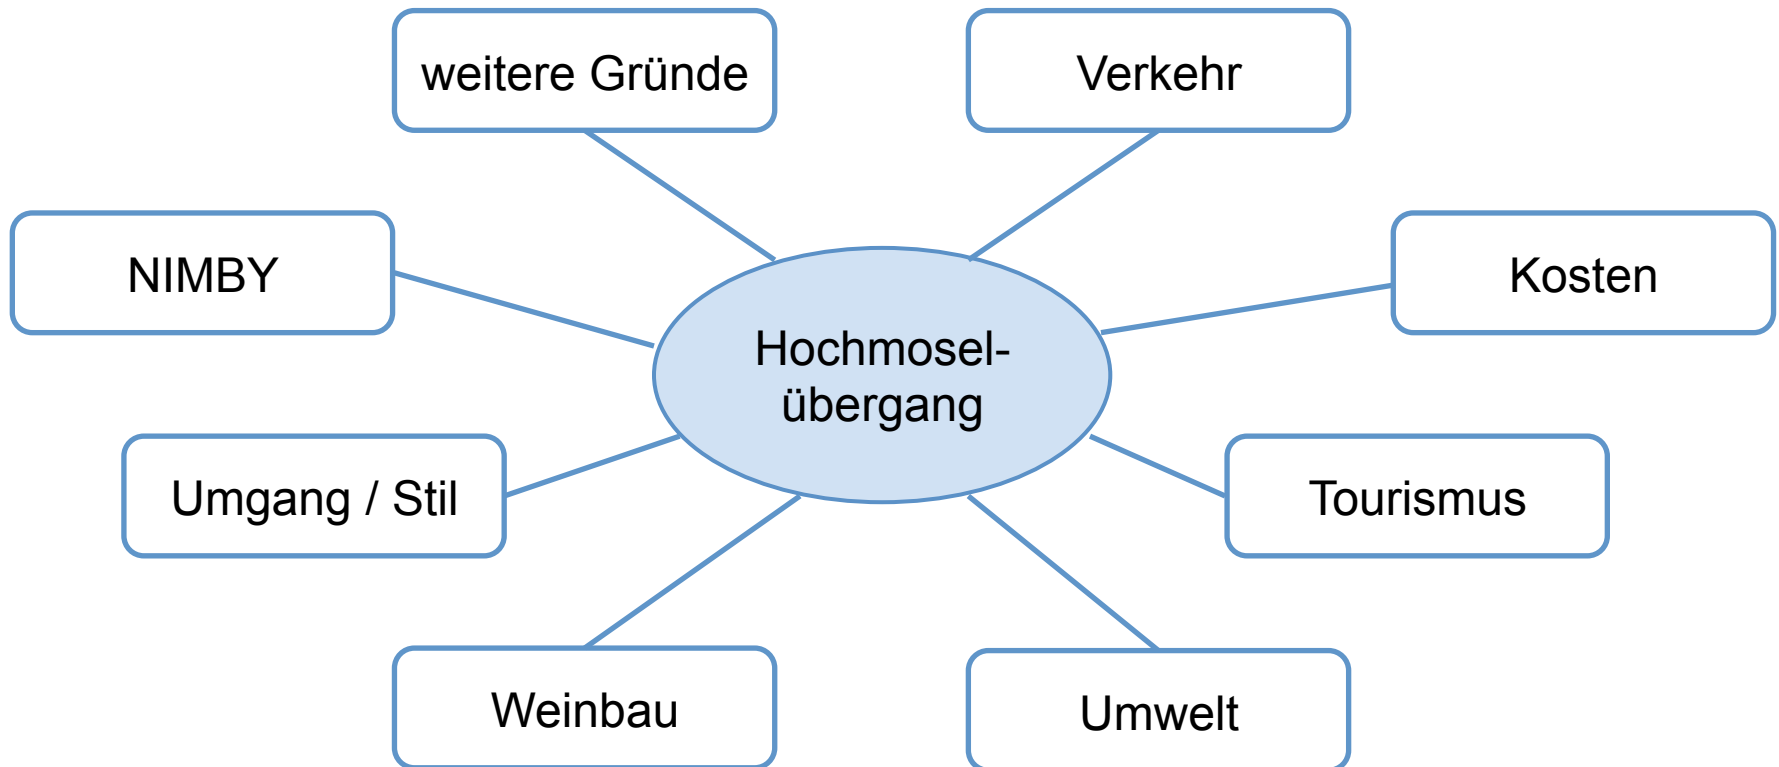 weitere Gründe
Verkehr
NIMBY
Kosten
Hochmosel-
übergang
Umgang / Stil
Tourismus
Weinbau
Umwelt